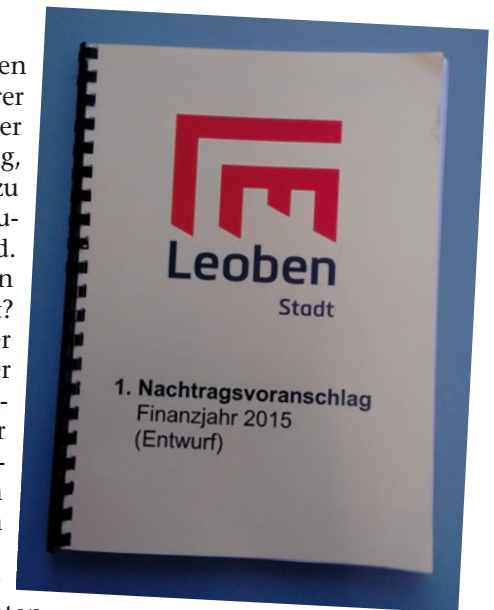 Leoben
Stadt
1. Nachtragsvoranschlag
Finanzjahr 2015
(Entwurf)